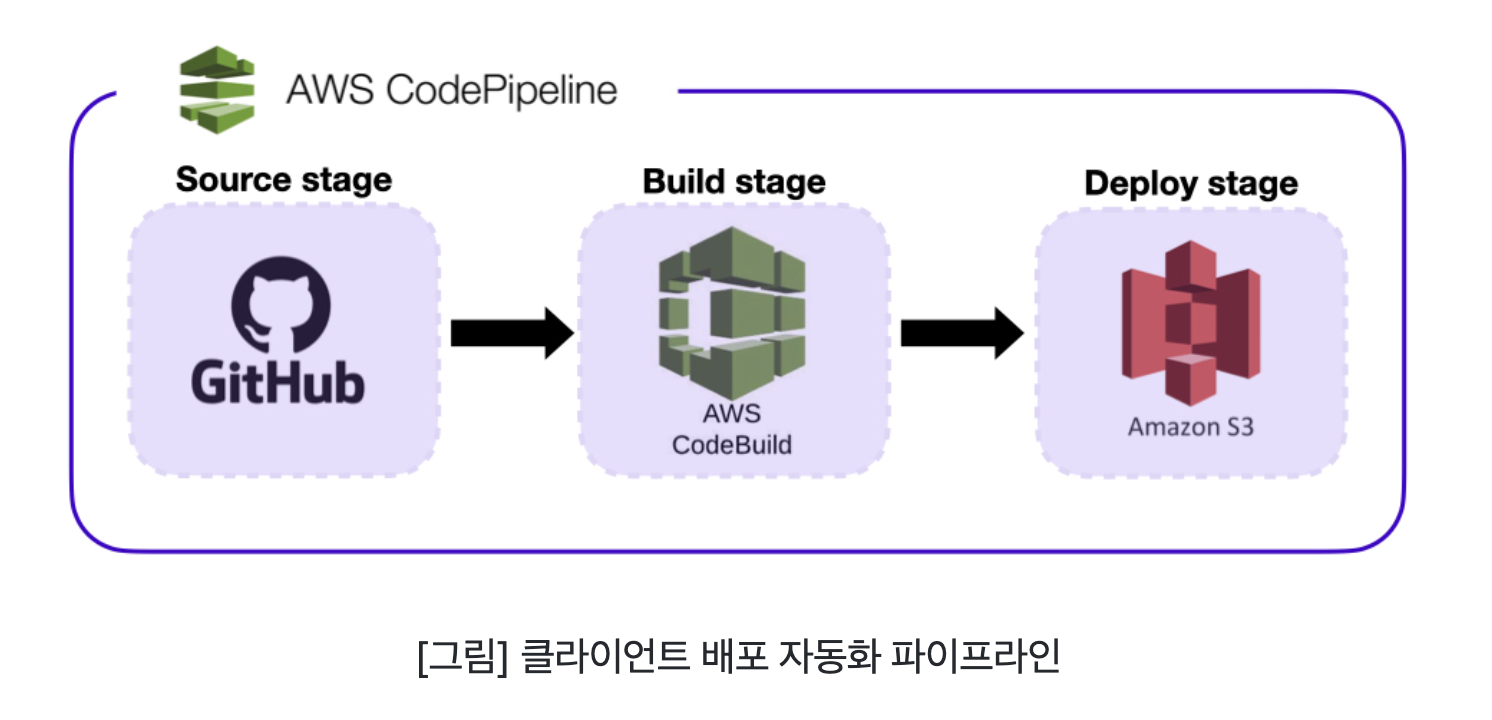 AWS CodePipeline
Source stage
Build stage
Deploy stage
GitHub
AWS
CodeBuild
Amazon S3
[그림] 클라이언트 배포 자동화 파이프라인